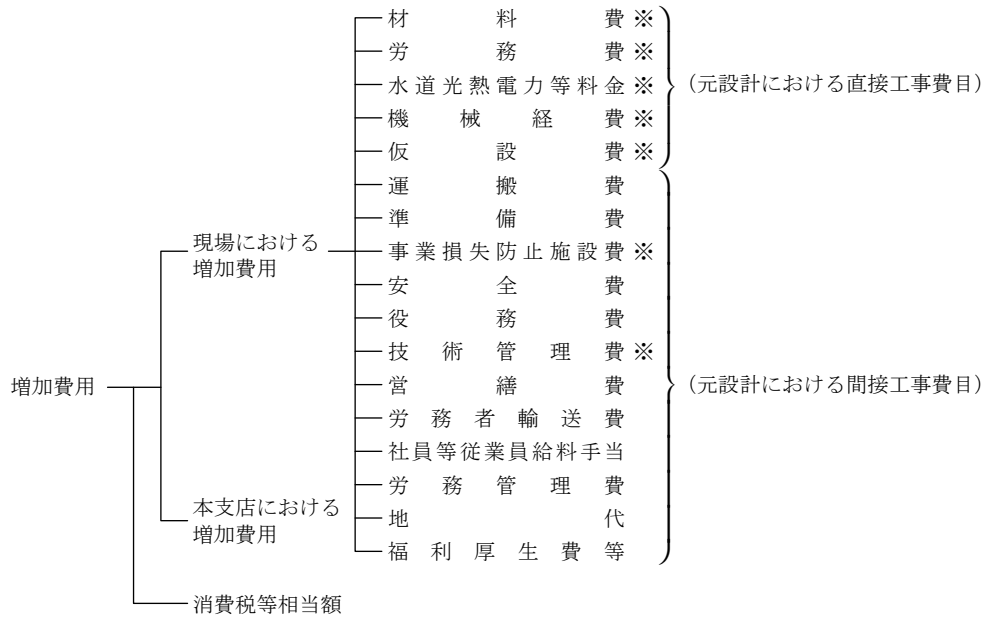 材料費※
労務費※
水道光熱電力等料金※
機械経費※
仮設費※
(元設計における直接工事費目)
運搬費
準備費
現場における
増加費用
事業損失防止施設費※
安全費
役務費
技術管理費※
増加費用
営繕費
(元設計における間接工事費目)
労務者輸送費
社員等従業員給料手当
労務管理費
本支店における
増加費用
地代
福利厚生費等
消費税等相当額